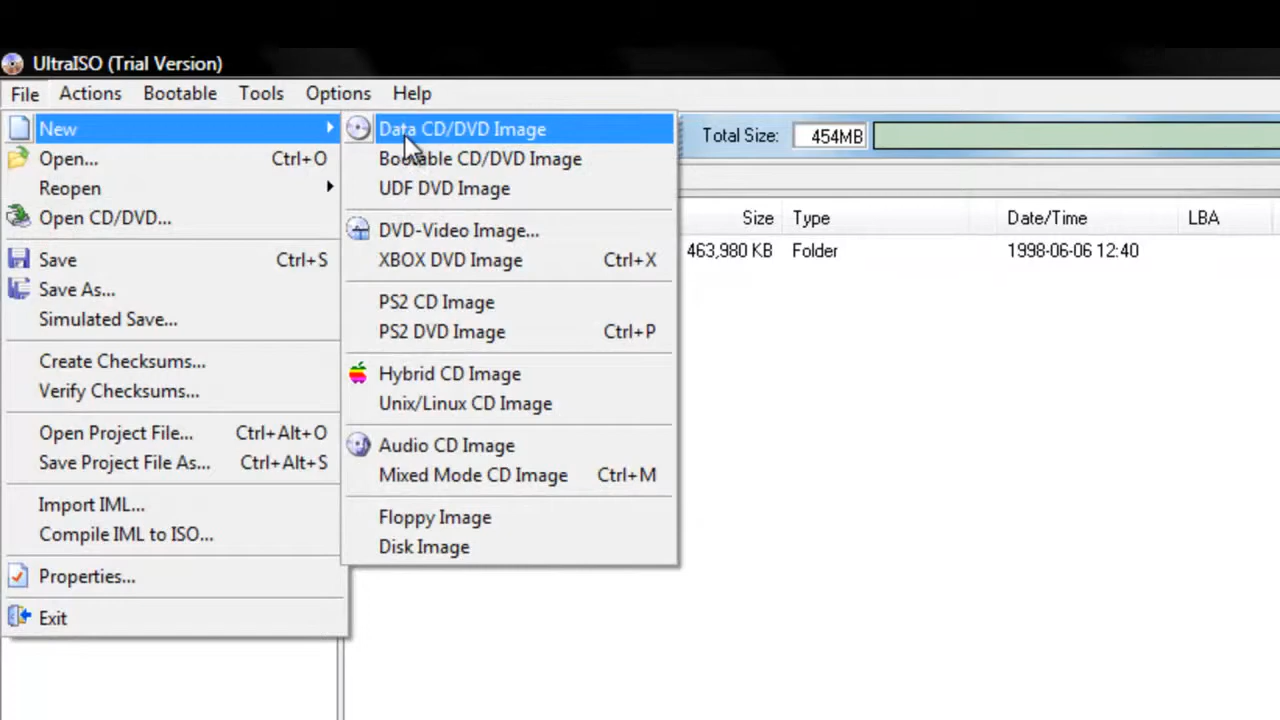 UltraISO (Trial Version)
File Actions Bootable Tools Options Help
New
Open... Ctrl+O
Reopen
Open CD/DVD...
Save Ctrl+S
Save As...
Simulated Save...
Create Checksums...
Verify Checksums...
Open Project File... Ctrl+Alt+O
Save Project File As... Ctrl+Alt+S
Import IML...
Compile IML to ISO...
Properties...
Exit
Data CD/DVD Image
Bootable CD/DVD Image
UDF DVD Image
DVD-Video Image...
XBOX DVD Image Ctrl+X
PS2 CD Image
PS2 DVD Image Ctrl+P
Hybrid CD Image
Unix/Linux CD Image
Audio CD Image
Mixed Mode CD Image Ctrl+M
Floppy Image
Disk Image
Total Size: 454MB
Size Type Date/Time LBA
463,980 KB Folder 1998-06-06 12:40